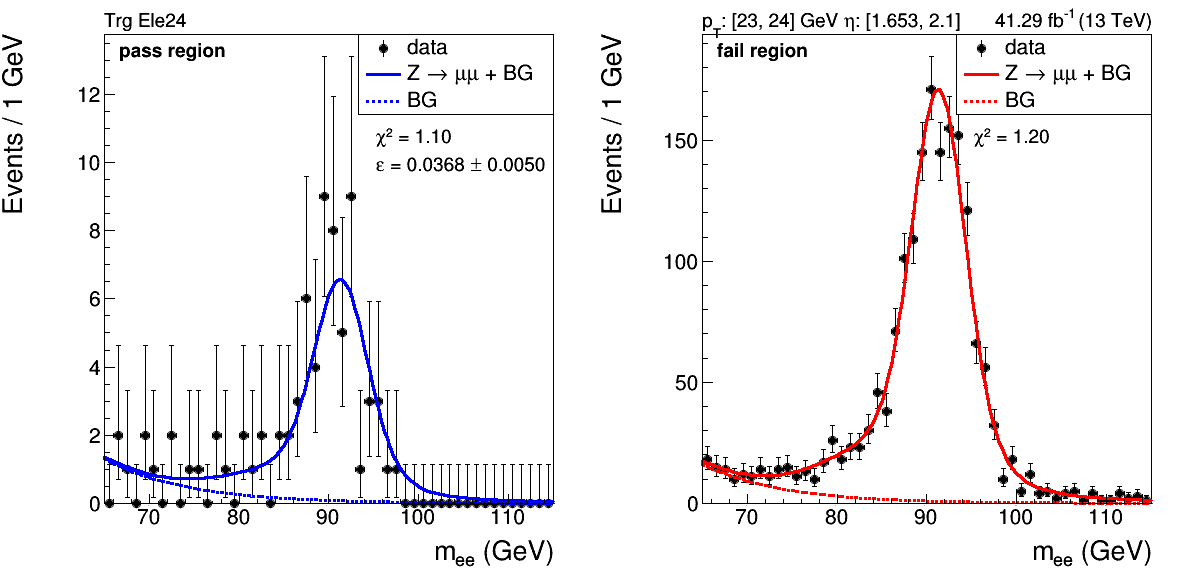 Trg Ele24
pass region
data
Z → μμ + BG
BG
χ² = 1.10
ε = 0.0368 ± 0.0050
Events / 1 GeV
12
10
8
6
4
2
0
70 80 90 100 110
m_ee (GeV)
p_T: [23, 24] GeV η: [1.653, 2.1] 41.29 fb⁻¹ (13 TeV)
fail region
data
Z → μμ + BG
BG
χ² = 1.20
Events / 1 GeV
150
100
50
0
70 80 90 100 110
m_ee (GeV)